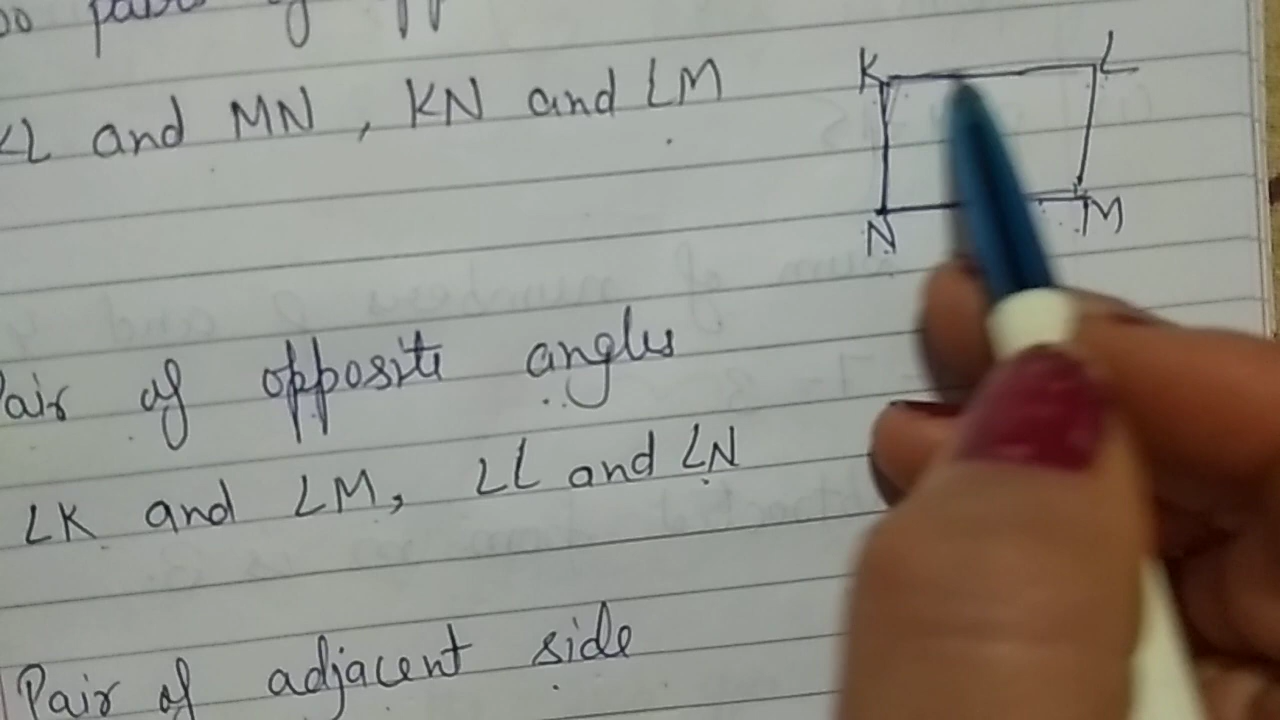 KL and MN, KN and LM
K L
N M
Pair of opposite angles
∠K and ∠M, ∠L and ∠N
Pair of adjacent side